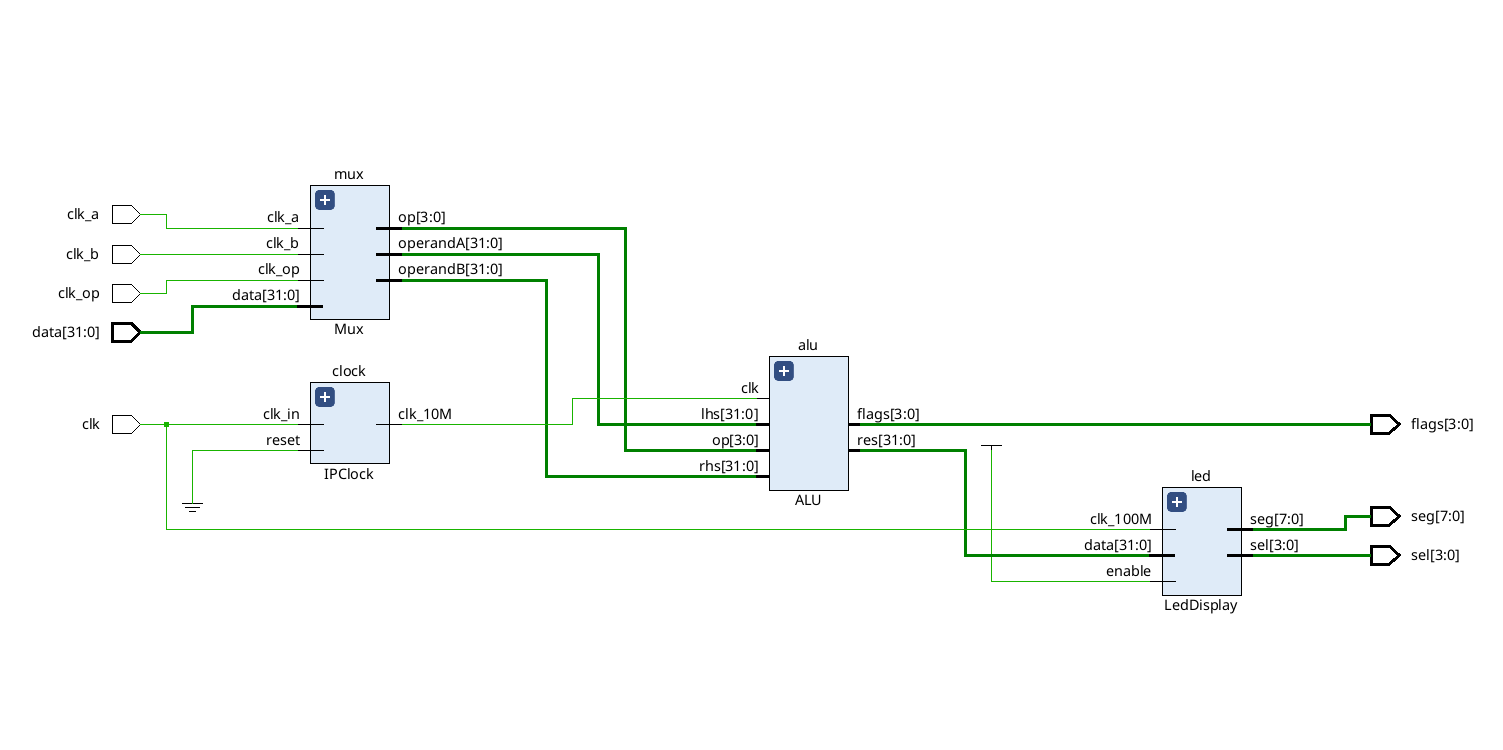 mux
clk_a
clk_b
clk_op
data[31:0]
clk_a
clk_b
clk_op
data[31:0]
op[3:0]
operandA[31:0]
operandB[31:0]
Mux
clock
clk
clk_in
reset
clk_10M
IPClock
alu
clk
lhs[31:0]
op[3:0]
rhs[31:0]
flags[3:0]
res[31:0]
ALU
flags[3:0]
led
clk_100M
data[31:0]
enable
seg[7:0]
sel[3:0]
LedDisplay
seg[7:0]
sel[3:0]